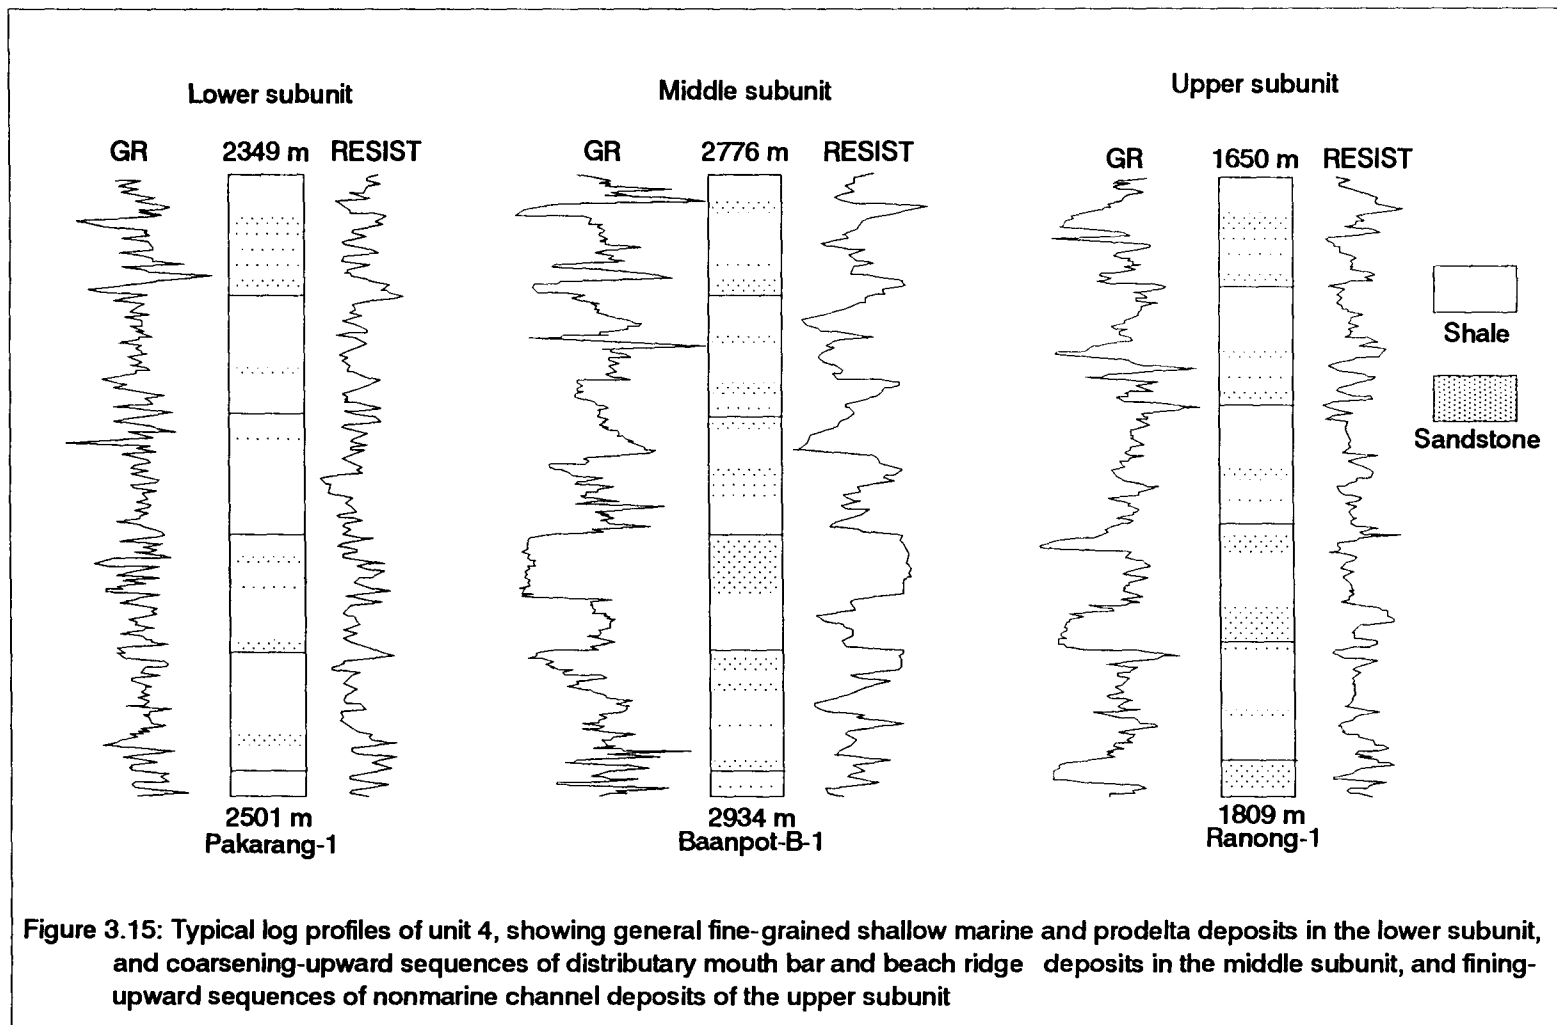 Lower subunit
Middle subunit
Upper subunit
GR 2349 m RESIST
GR 2776 m RESIST
GR 1650 m RESIST
Shale
Sandstone
2501 m
Pakarang-1
2934 m
Baanpot-B-1
1809 m
Ranong-1
Figure 3.15: Typical log profiles of unit 4, showing general fine-grained shallow marine and prodelta deposits in the lower subunit,
and coarsening-upward sequences of distributary mouth bar and beach ridge deposits in the middle subunit, and fining-
upward sequences of nonmarine channel deposits of the upper subunit